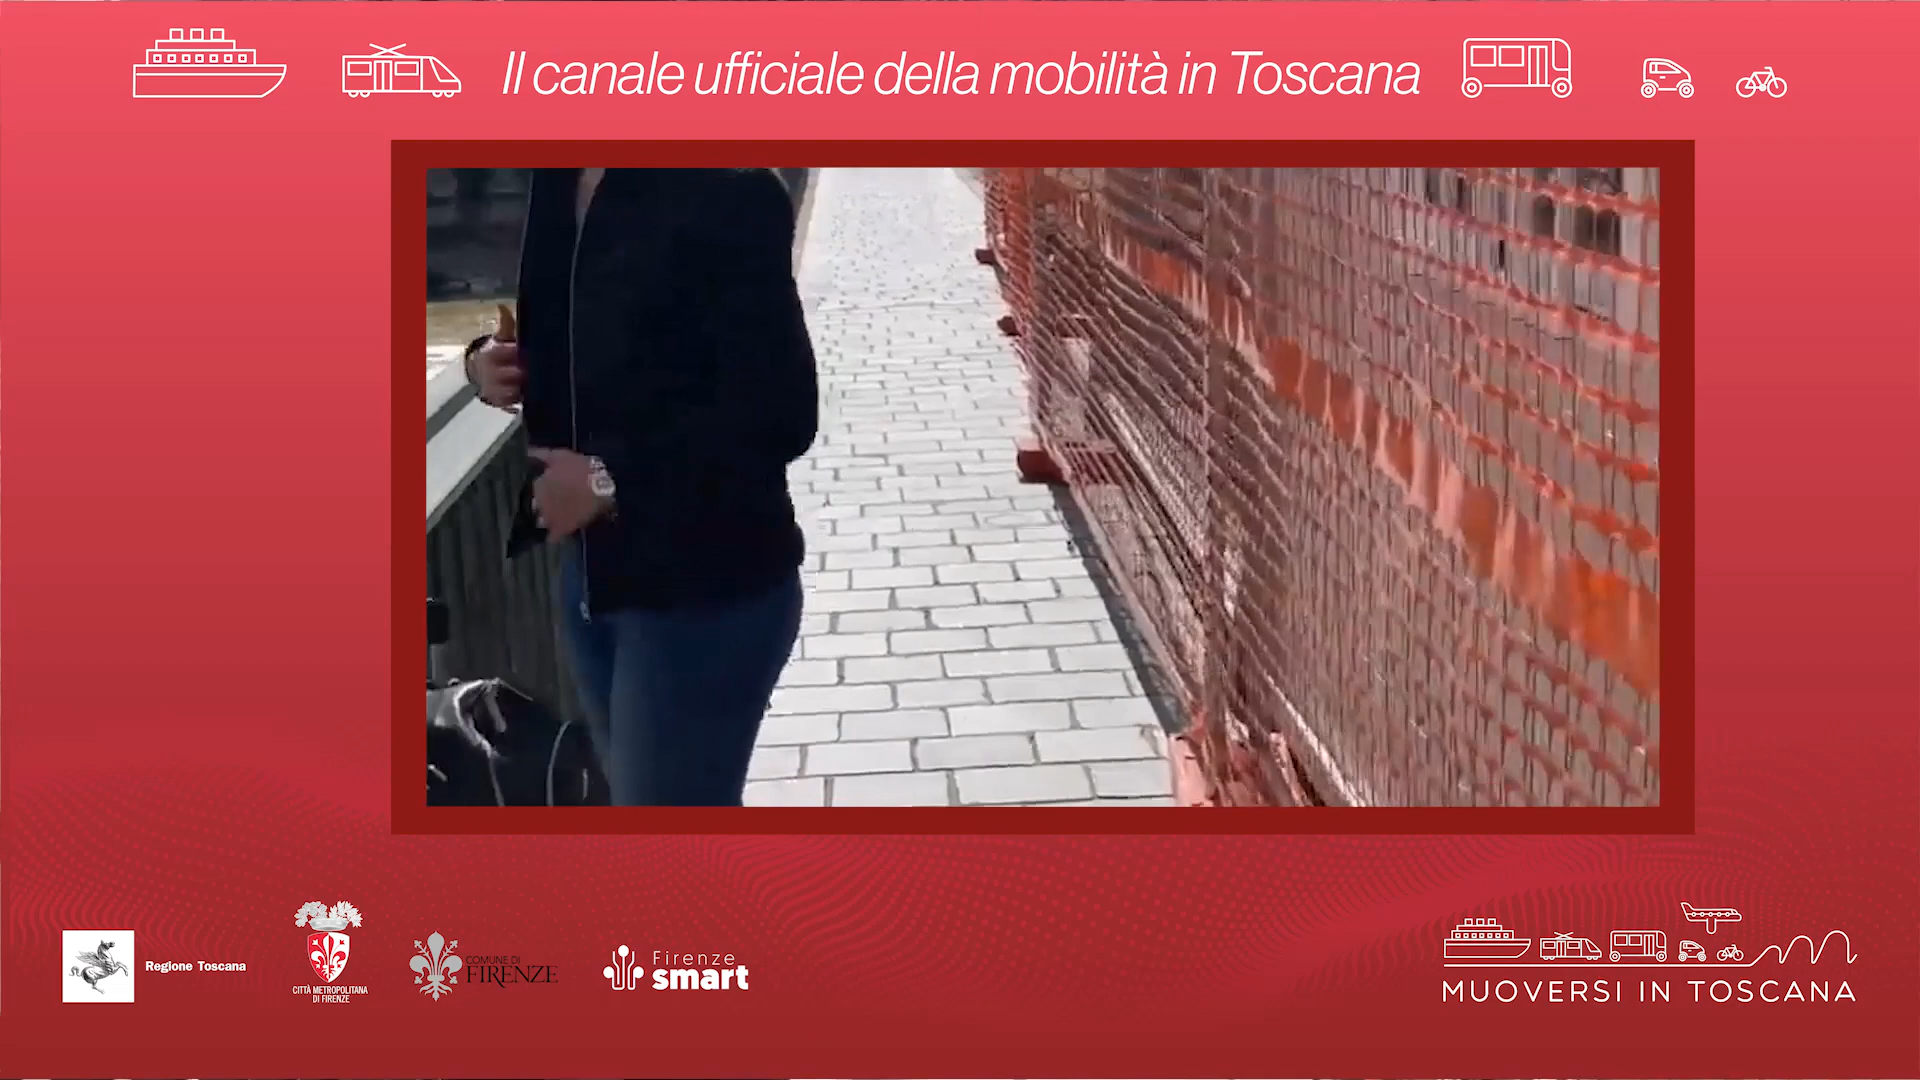 Il canale ufficiale della mobilità in Toscana
Regione Toscana
CITTÀ METROPOLITANA
DI FIRENZE
COMUNE DI
FIRENZE
Firenze
smart
MUOVERSI IN TOSCANA